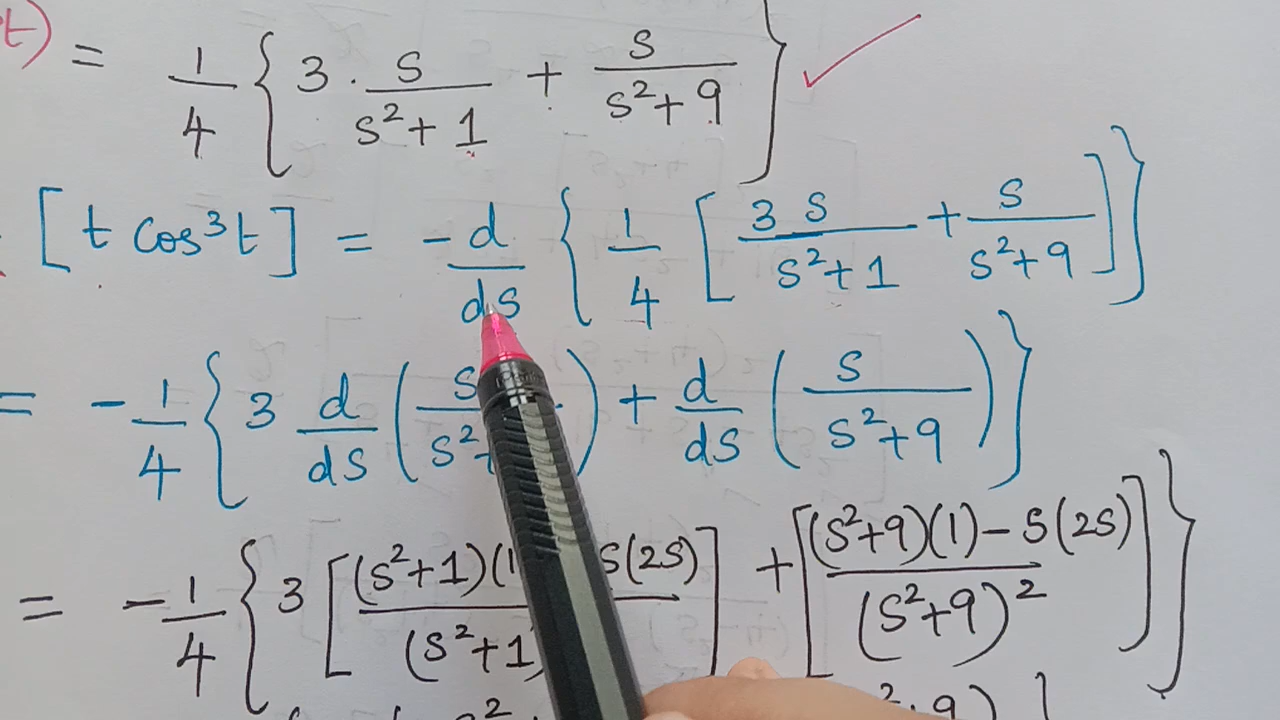 t) = 1/4 { 3 · s/(s²+1) + s/(s²+9) }
[t cos³t] = -d/ds { 1/4 [ 3s/(s²+1) + s/(s²+9) ] }
= -1/4 { 3 d/ds ( s/s² ) + d/ds ( s/(s²+9) ) }
= -1/4 { 3 [ (s²+1)(1 s(2s) / (s²+1) ] + [ (s²+9)(1) - s(2s) / (s²+9)² ] }